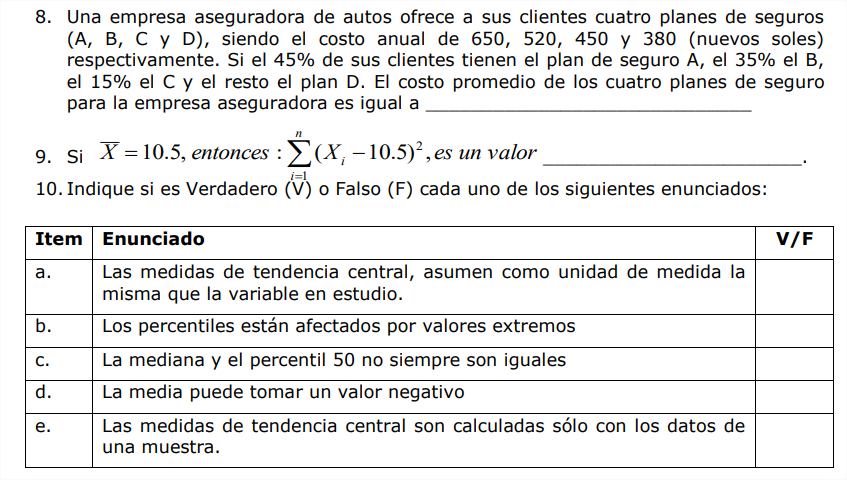 8. Una empresa aseguradora de autos ofrece a sus clientes cuatro planes de seguros
(A, B, C y D), siendo el costo anual de 650, 520, 450 y 380 (nuevos soles)
respectivamente. Si el 45% de sus clientes tienen el plan de seguro A, el 35% el B,
el 15% el C y el resto el plan D. El costo promedio de los cuatro planes de seguro
para la empresa aseguradora es igual a ________________________________
9. Si X̅ = 10.5, entonces : ∑_{i=1}^{n} (X_i − 10.5)², es un valor _________________________.
10. Indique si es Verdadero (V) o Falso (F) cada uno de los siguientes enunciados:
Item Enunciado V/F
a. Las medidas de tendencia central, asumen como unidad de medida la
misma que la variable en estudio.
b. Los percentiles están afectados por valores extremos
c. La mediana y el percentil 50 no siempre son iguales
d. La media puede tomar un valor negativo
e. Las medidas de tendencia central son calculadas sólo con los datos de
una muestra.